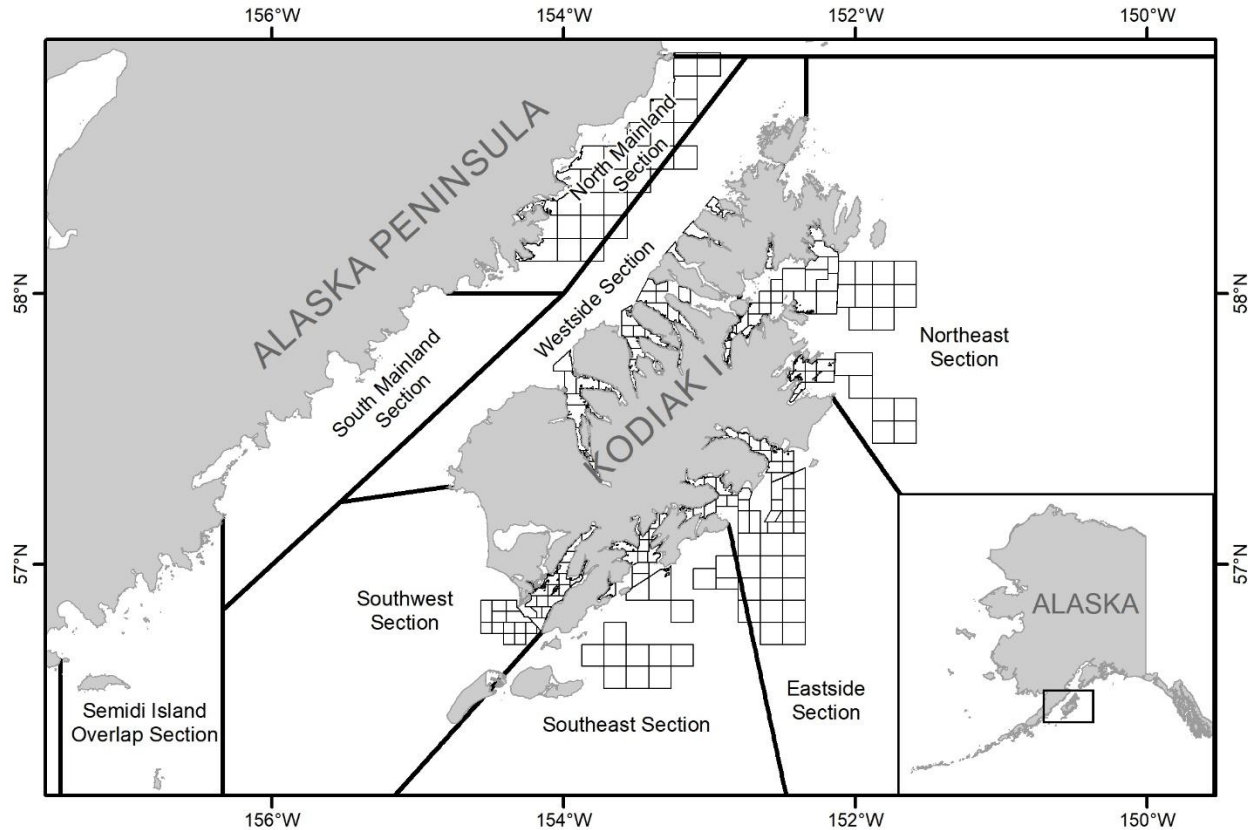 156°W
154°W
152°W
150°W
ALASKA PENINSULA
North Mainland
Section
58°N
58°N
Westside Section
Northeast
Section
South Mainland
Section
KODIAK I.
57°N
57°N
Southwest
Section
ALASKA
Eastside
Section
Semidi Island
Overlap Section
Southeast Section
156°W
154°W
152°W
150°W